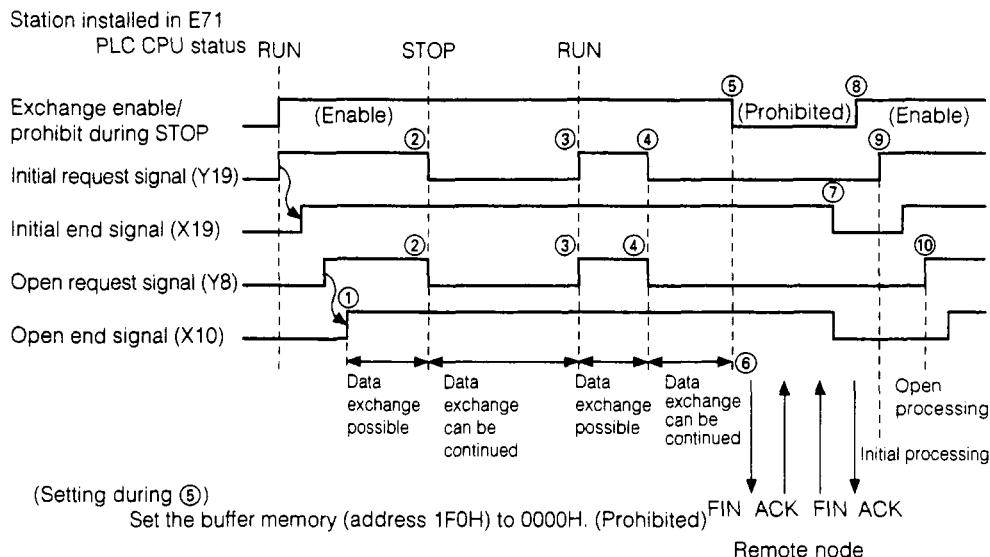 Station installed in E71
PLC CPU status RUN STOP RUN
Exchange enable/
prohibit during STOP
(Enable)
⑤
(Prohibited)
⑧
(Enable)
Initial request signal (Y19)
②
③
④
⑨
Initial end signal (X19)
⑦
Open request signal (Y8)
②
③
④
⑩
Open end signal (X10)
①
Data
exchange
possible
Data
exchange
can be
continued
Data
exchange
possible
Data
exchange
can be
continued
⑥
Open
processing
Initial processing
(Setting during ⑤)
Set the buffer memory (address 1F0H) to 0000H. (Prohibited)
FIN ACK FIN ACK
Remote node